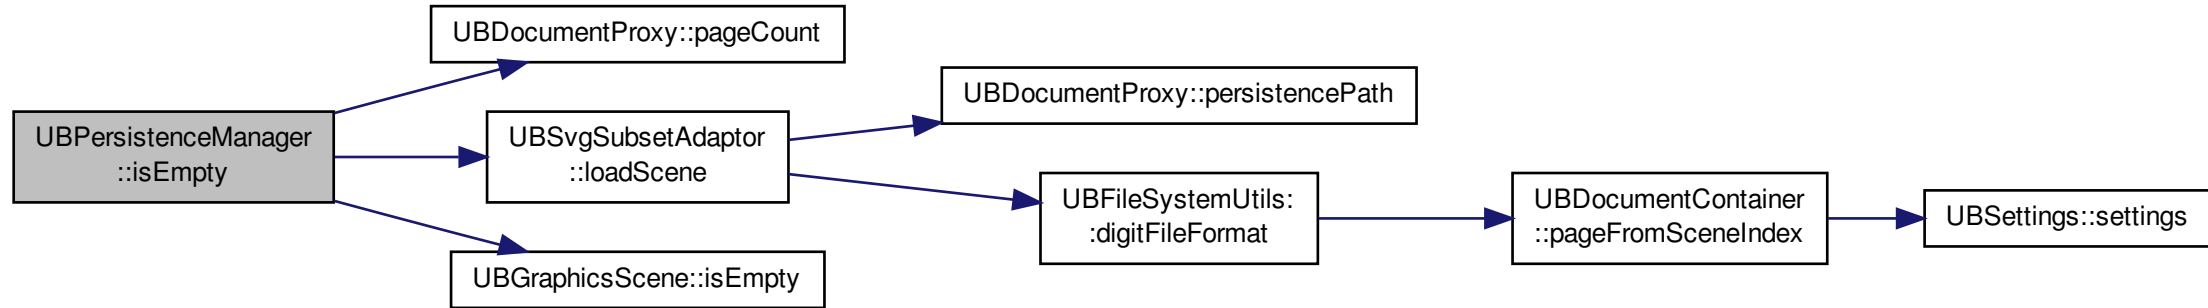 UBPersistenceManager
::isEmpty
UBDocumentProxy::pageCount
UBSvgSubsetAdaptor
::loadScene
UBGraphicsScene::isEmpty
UBDocumentProxy::persistencePath
UBFileSystemUtils:
:digitFileFormat
UBDocumentContainer
::pageFromSceneIndex
UBSettings::settings